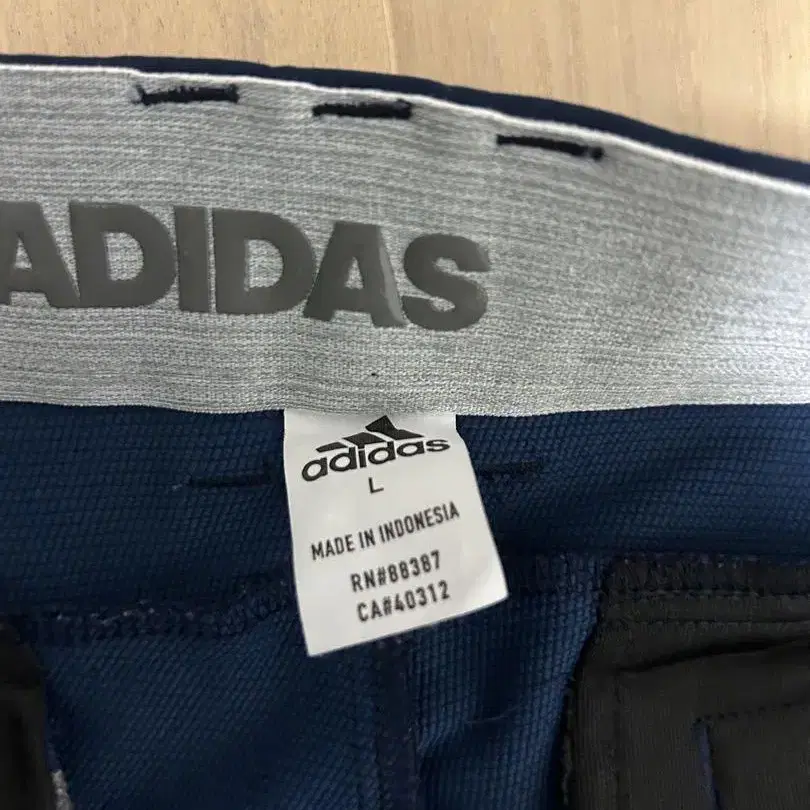 ADIDAS
adidas
L
MADE IN INDONESIA
RN#88387
CA#40312